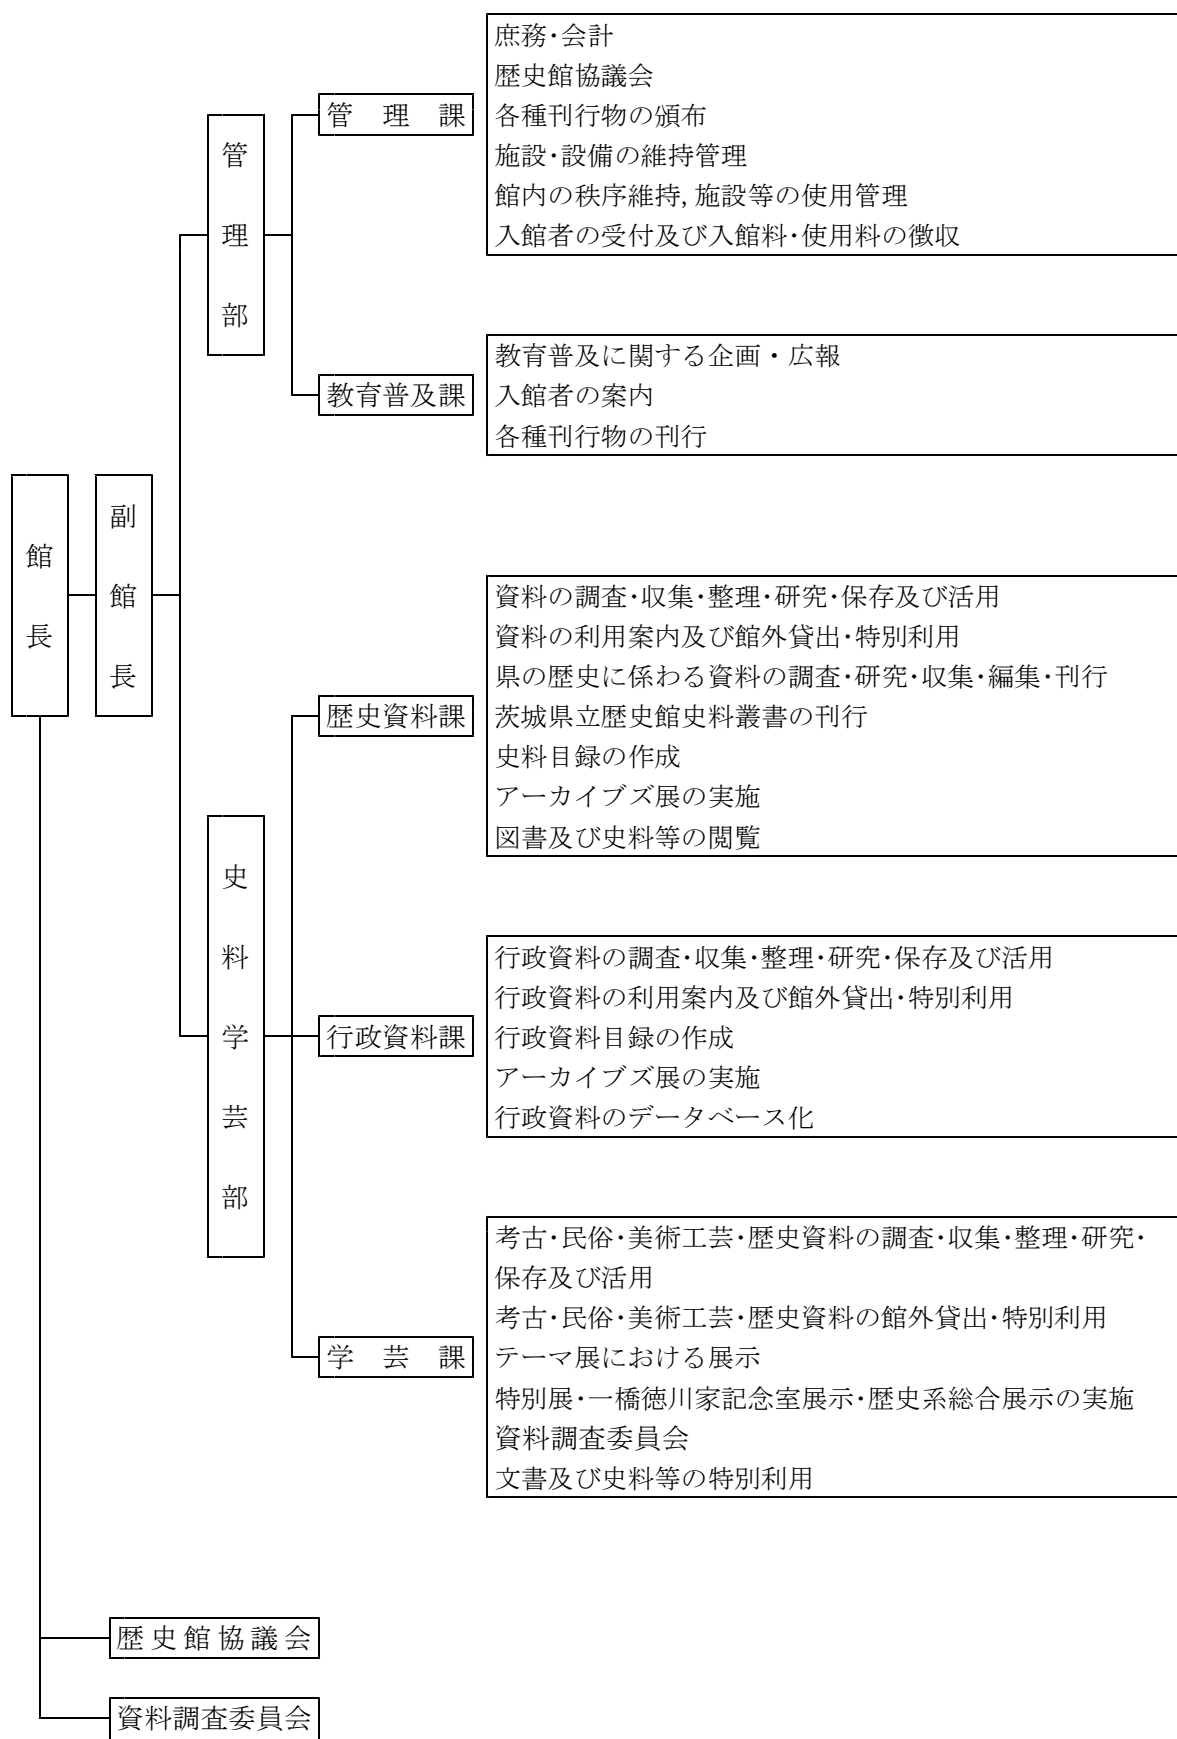 館長
副館長
管理部
管理課
庶務・会計
歴史館協議会
各種刊行物の頒布
施設・設備の維持管理
館内の秩序維持,施設等の使用管理
入館者の受付及び入館料・使用料の徴収
教育普及課
教育普及に関する企画・広報
入館者の案内
各種刊行物の刊行
史料学芸部
歴史資料課
資料の調査・収集・整理・研究・保存及び活用
資料の利用案内及び館外貸出・特別利用
県の歴史に係わる資料の調査・研究・収集・編集・刊行
茨城県立歴史館史料叢書の刊行
史料目録の作成
アーカイブズ展の実施
図書及び史料等の閲覧
行政資料課
行政資料の調査・収集・整理・研究・保存及び活用
行政資料の利用案内及び館外貸出・特別利用
行政資料目録の作成
アーカイブズ展の実施
行政資料のデータベース化
学芸課
考古・民俗・美術工芸・歴史資料の調査・収集・整理・研究・
保存及び活用
考古・民俗・美術工芸・歴史資料の館外貸出・特別利用
テーマ展における展示
特別展・一橋徳川家記念室展示・歴史系総合展示の実施
資料調査委員会
文書及び史料等の特別利用
歴史館協議会
資料調査委員会